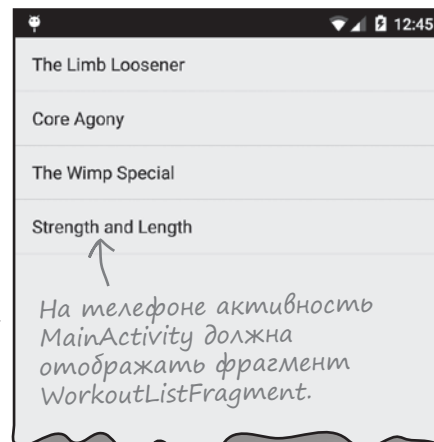 12:45
The Limb Loosener
Core Agony
The Wimp Special
Strength and Length
На телефоне активность
MainActivity должна
отображать фрагмент
WorkoutListFragment.